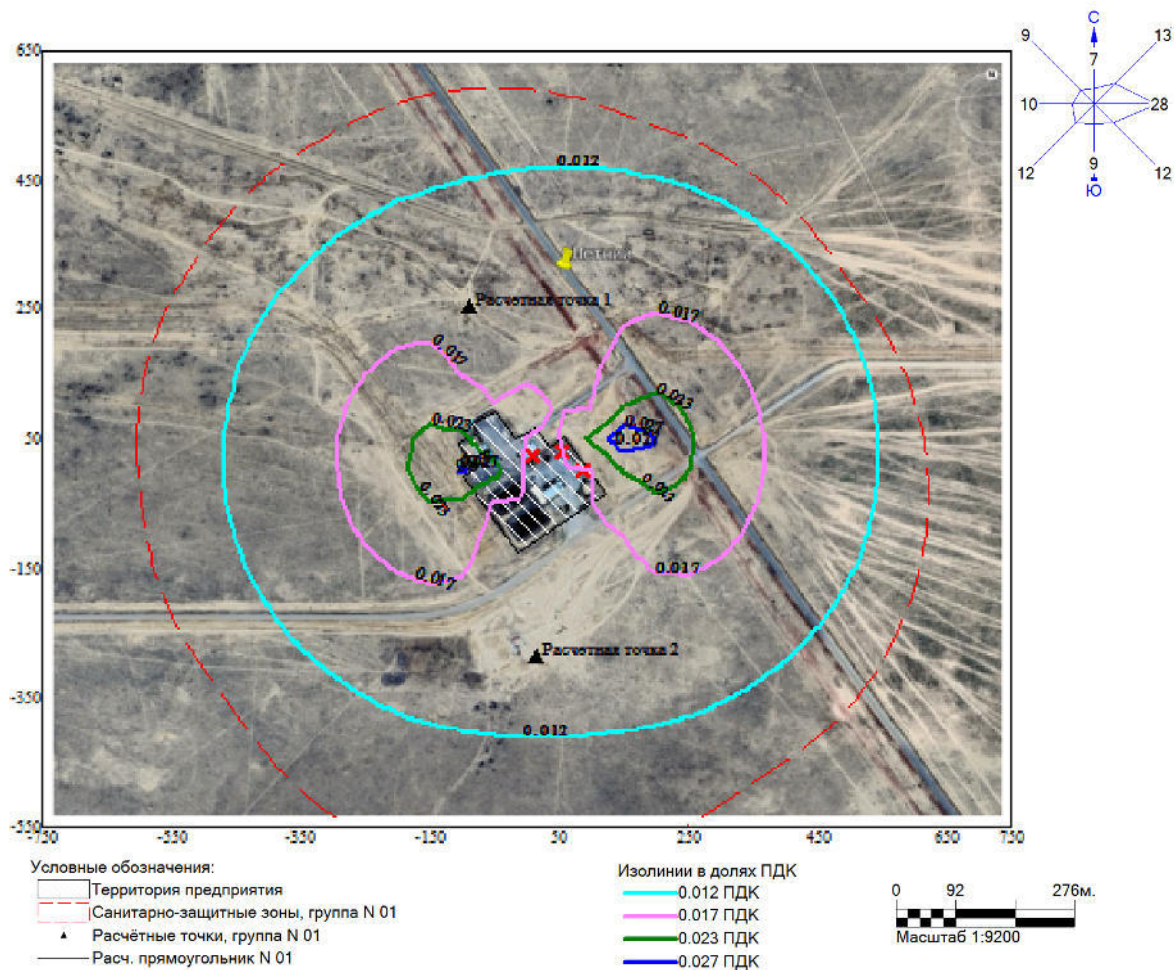 С
9
13
7
10
28
12
9
12
Ю
650
450
250
50
-150
-350
-550
-750
-550
-350
-150
50
250
450
650
750
0.012
Расчетная точка 1
0.017
0.017
0.023
0.023
0.027
0.023
0.023
0.017
0.017
Расчетная точка 2
0.012
Условные обозначения:
Территория предприятия
Санитарно-защитные зоны, группа N 01
Расчётные точки, группа N 01
Расч. прямоугольник N 01
Изолинии в долях ПДК
0.012 ПДК
0.017 ПДК
0.023 ПДК
0.027 ПДК
0 92 276м.
Масштаб 1:9200